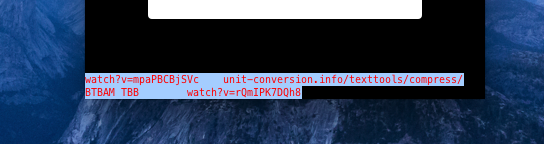 watch?v=mpaPBCBjSVc    unit-conversion.info/texttools/compress/
BTBAM TBB        watch?v=rQmIPK7DQh8